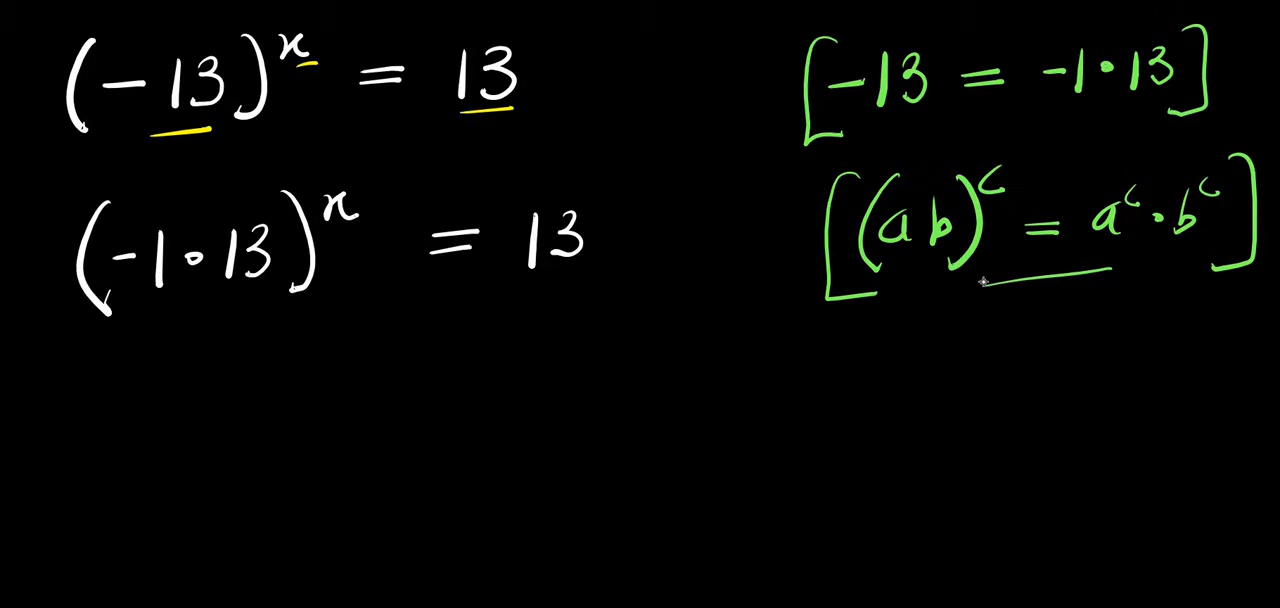 (-13)^x = 13
[-13 = -1•13]
(-1•13)^x = 13
[(ab)^c = a^c•b^c]